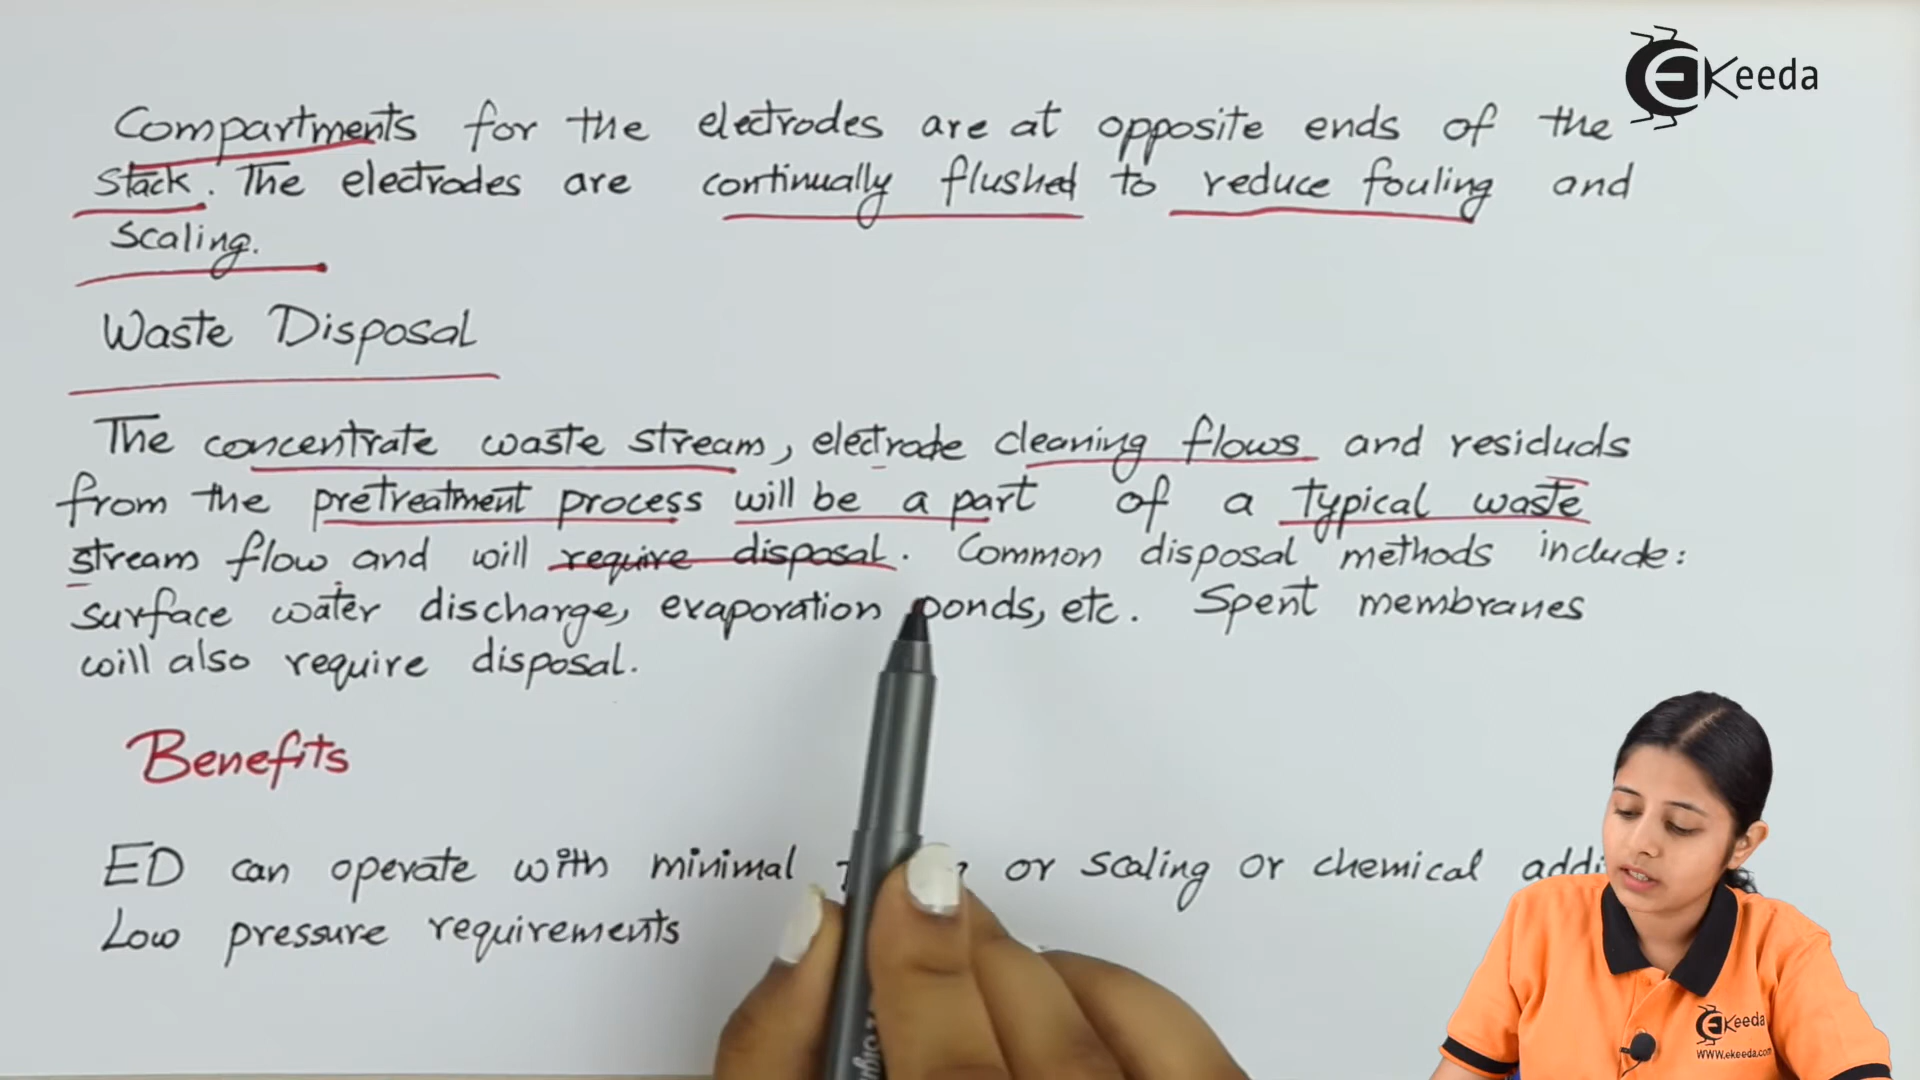 Keeda
Compartments for the electrodes are at opposite ends of the
stack. The electrodes are continually flushed to reduce fouling and
scaling.
Waste Disposal
The concentrate waste stream, electrode cleaning flows and residuals
from the pretreatment process will be a part of a typical waste
stream flow and will require disposal. Common disposal methods include:
surface water discharge, evaporation ponds, etc. Spent membranes
will also require disposal.
Benefits
ED can operate with minimal or scaling or chemical
Low pressure requirements
Keeda
www.ekeeda.com